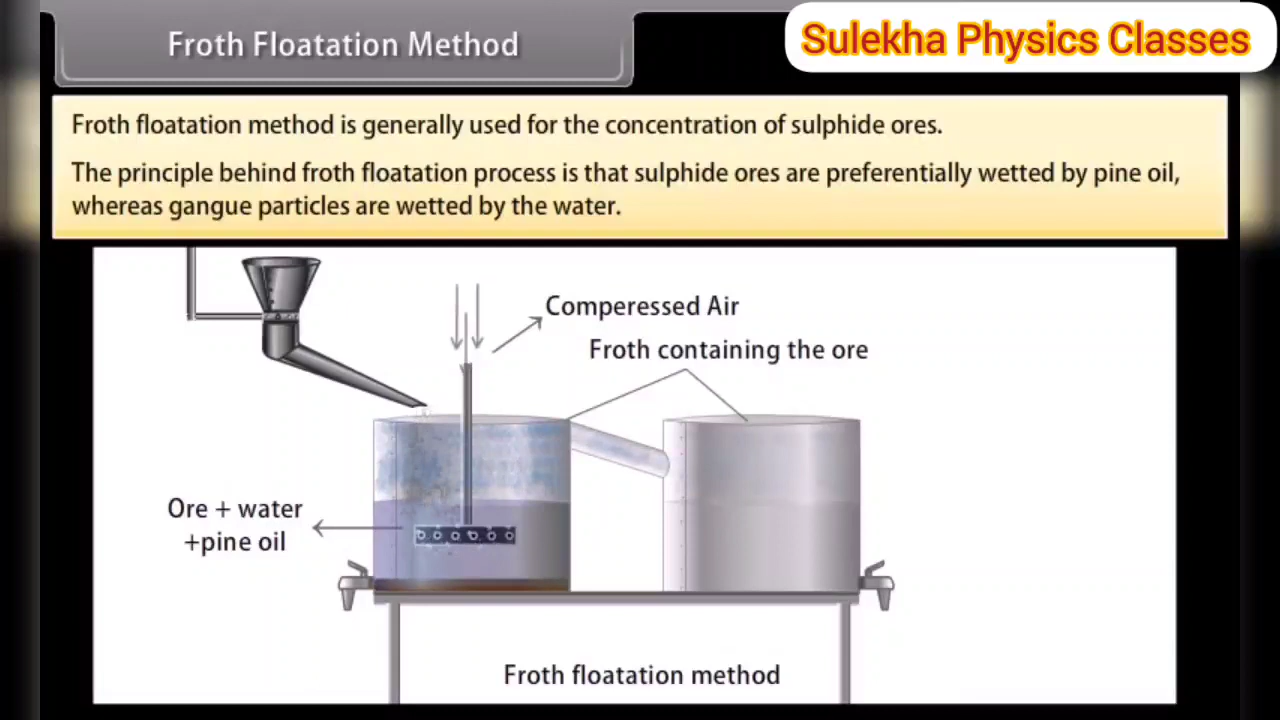 Froth Floatation Method
Sulekha Physics Classes
Froth floatation method is generally used for the concentration of sulphide ores.
The principle behind froth floatation process is that sulphide ores are preferentially wetted by pine oil,
whereas gangue particles are wetted by the water.
Comperessed Air
Froth containing the ore
Ore + water
+pine oil
Froth floatation method